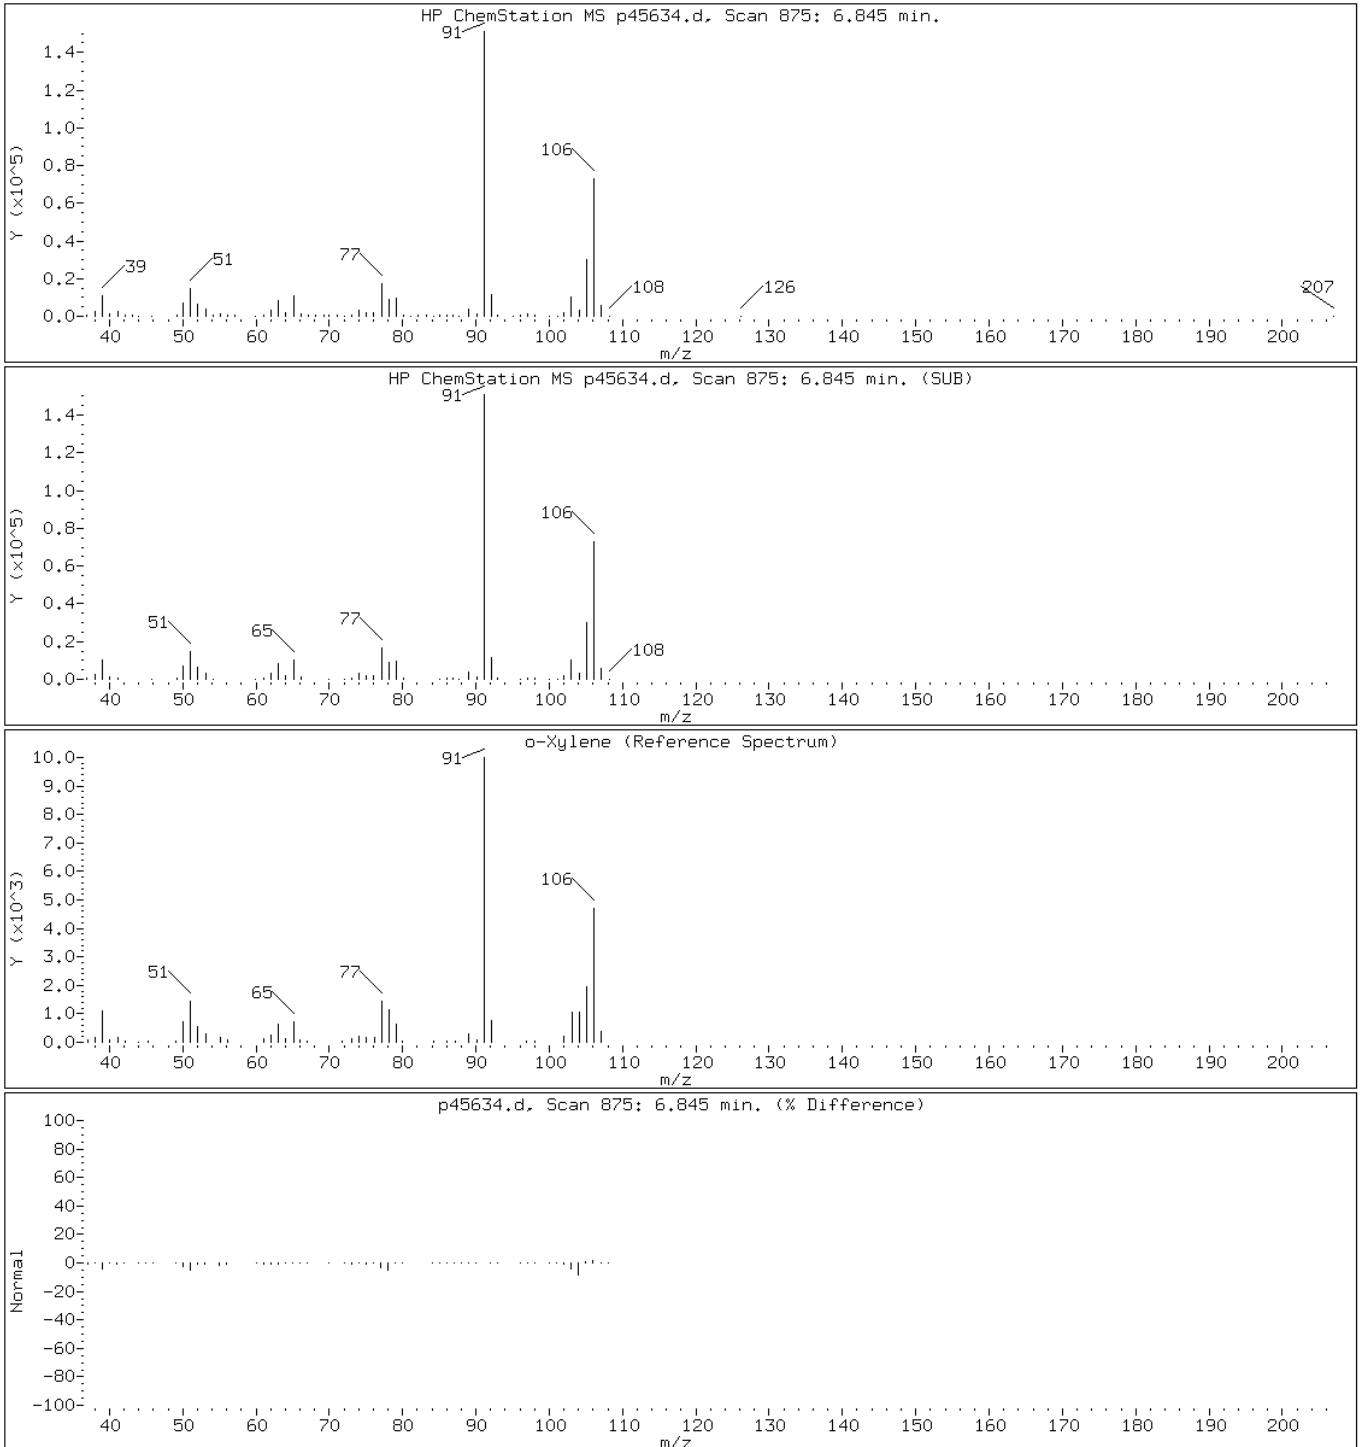 HP ChemStation MS p45634.d, Scan 875: 6.845 min.
91
1.4
1.2
1.0
106
0.8
0.6
0.4
39 51 77 108 126 207
0.2
0.0
Y (x10^5)
40 50 60 70 80 90 100 110 120 130 140 150 160 170 180 190 200
m/z
HP ChemStation MS p45634.d, Scan 875: 6.845 min. (SUB)
91
1.4
1.2
1.0
106
0.8
0.6
0.4
51 65 77 108
0.2
0.0
Y (x10^5)
40 50 60 70 80 90 100 110 120 130 140 150 160 170 180 190 200
m/z
o-Xylene (Reference Spectrum)
91
10.0
9.0
8.0
7.0
6.0
106
5.0
4.0
3.0
51 65 77
2.0
1.0
0.0
Y (x10^3)
40 50 60 70 80 90 100 110 120 130 140 150 160 170 180 190 200
m/z
p45634.d, Scan 875: 6.845 min. (% Difference)
100
80
60
40
20
0
-20
-40
-60
-80
-100
Normal
40 50 60 70 80 90 100 110 120 130 140 150 160 170 180 190 200
m/z